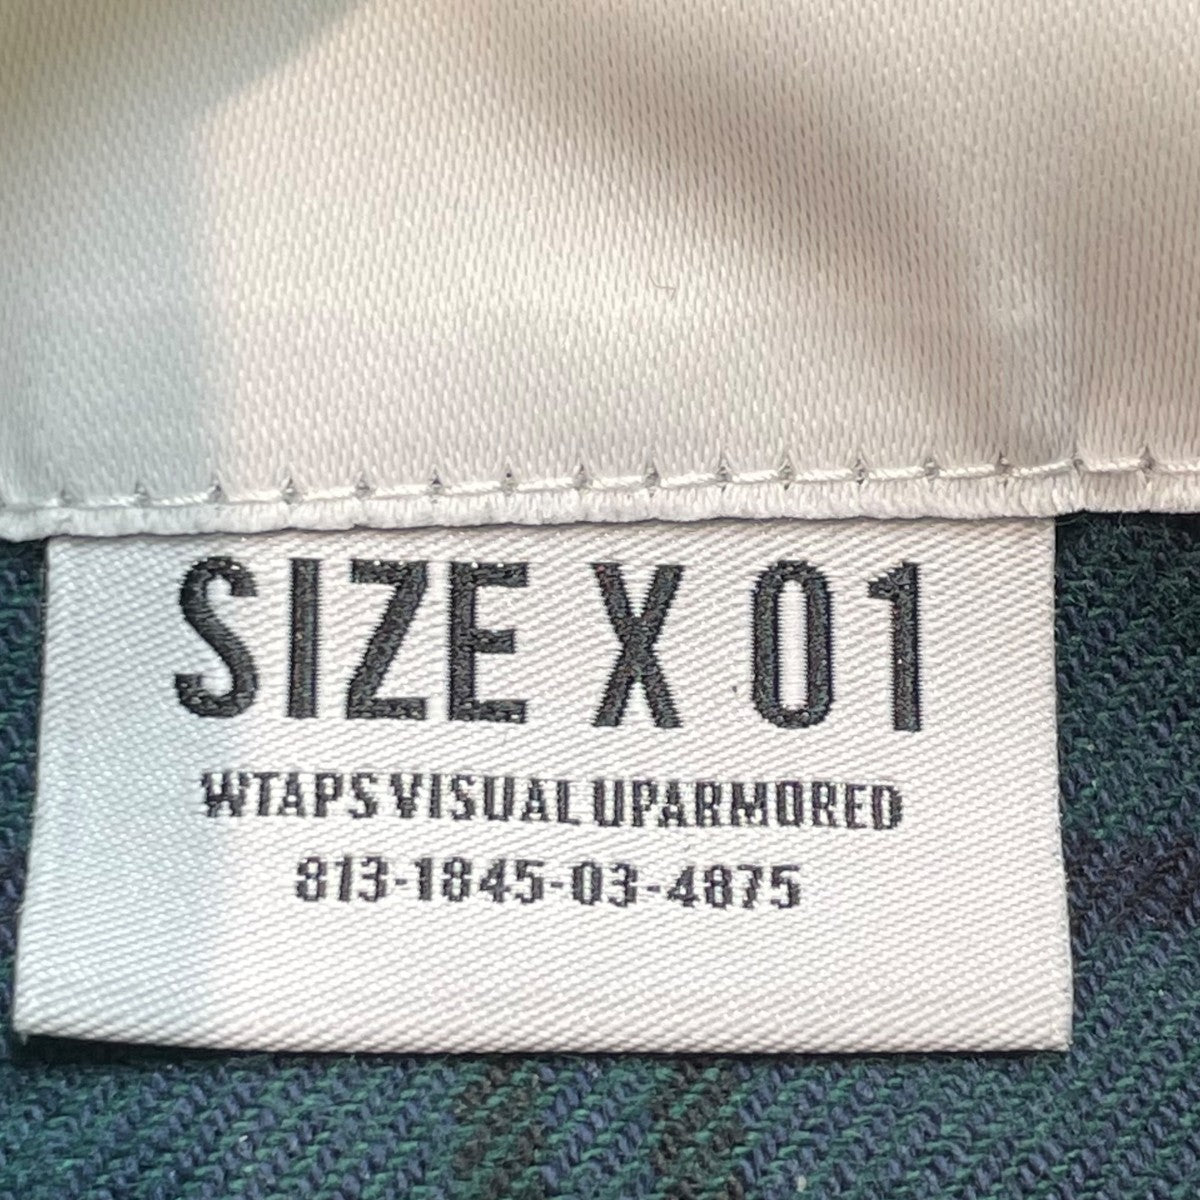 SIZE X 01
WTAPS VISUAL UPARMORED
813-1845-03-4875